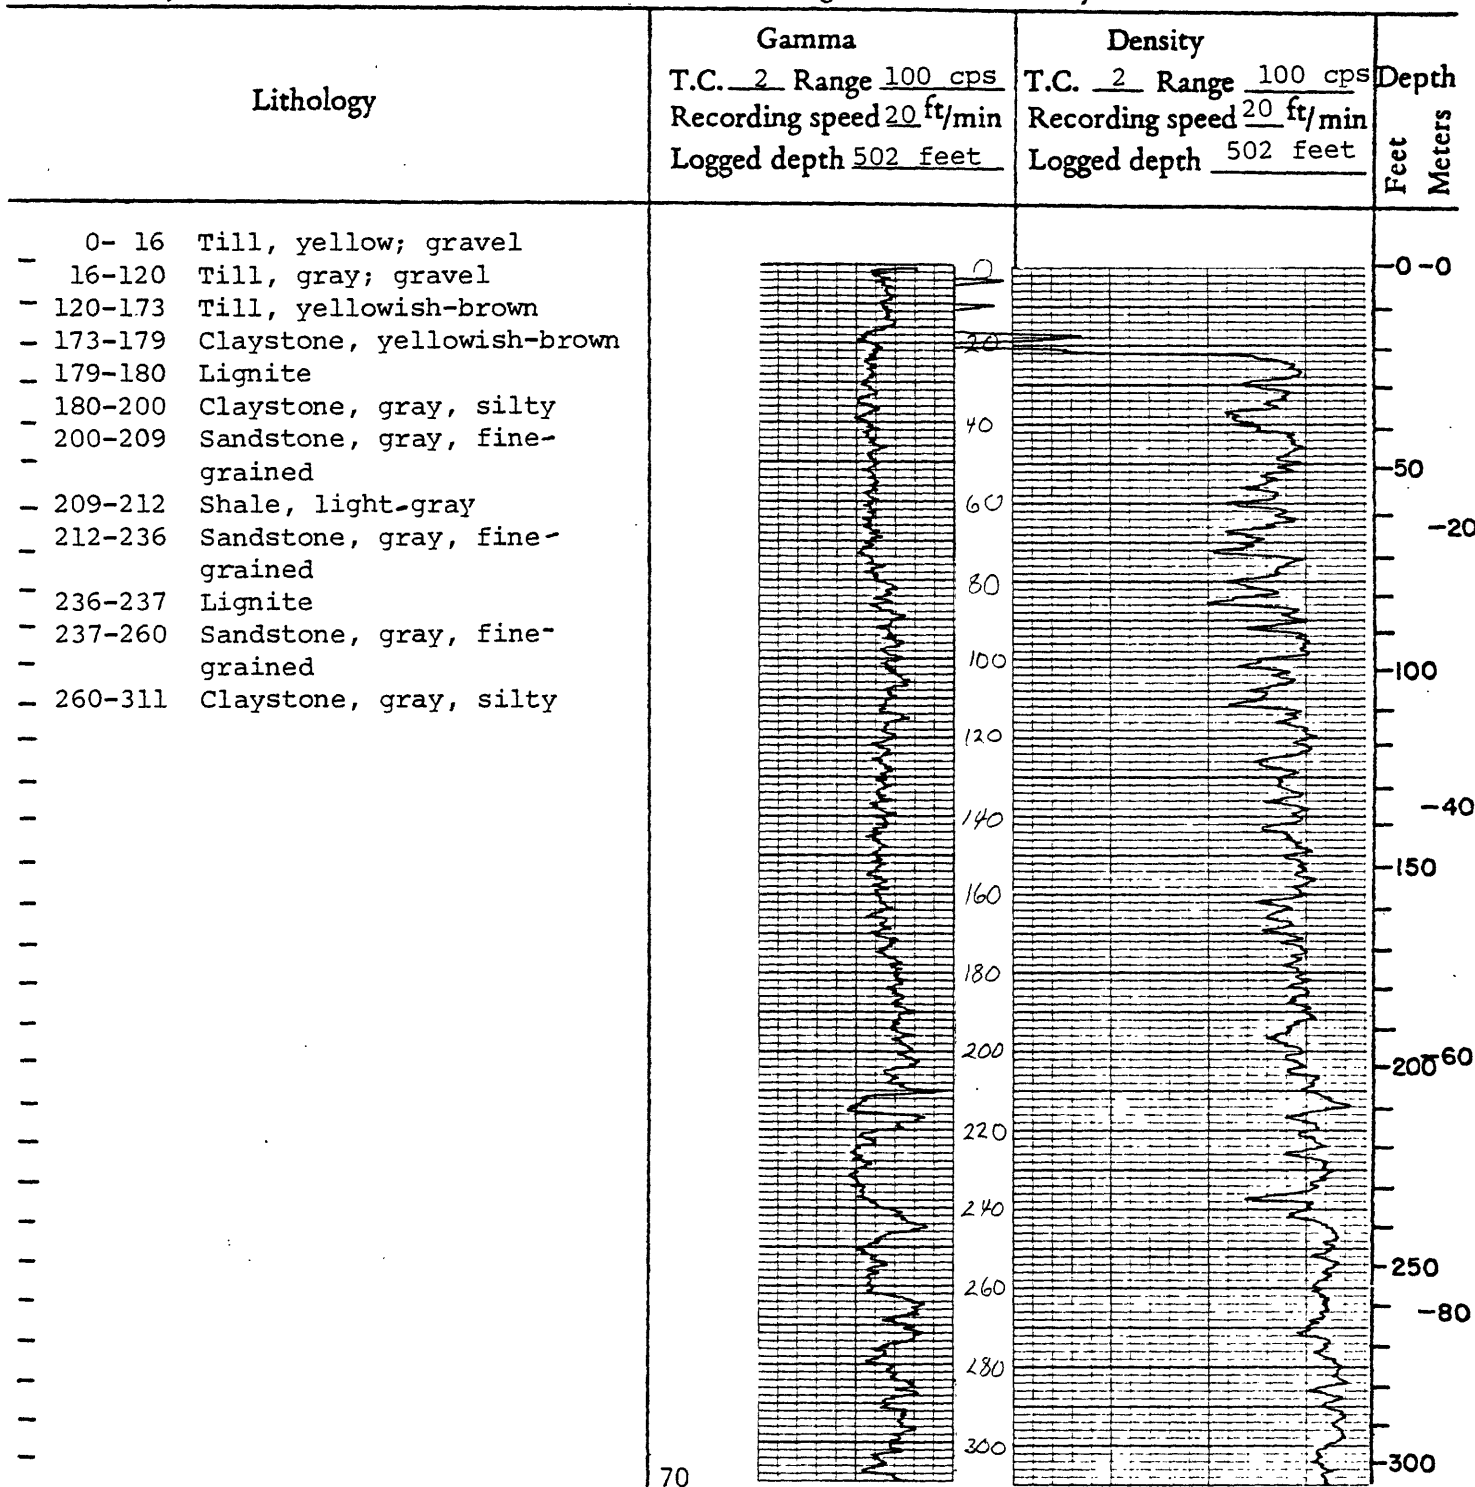 Lithology
Gamma
T.C. 2 Range 100 cps
Recording speed 20 ft/min
Logged depth 502 feet
Density
T.C. 2 Range 100 cps
Recording speed 20 ft/min
Logged depth 502 feet
Depth
Feet
Meters
0- 16 Till, yellow; gravel
16-120 Till, gray; gravel
120-173 Till, yellowish-brown
173-179 Claystone, yellowish-brown
179-180 Lignite
180-200 Claystone, gray, silty
200-209 Sandstone, gray, fine-
grained
209-212 Shale, light-gray
212-236 Sandstone, gray, fine-
grained
236-237 Lignite
237-260 Sandstone, gray, fine-
grained
260-311 Claystone, gray, silty
0
20
40
60
80
100
120
140
160
180
200
220
240
260
280
300
-0 -0
-50
-20
-100
-40
-150
-200
-60
-250
-80
-300
70